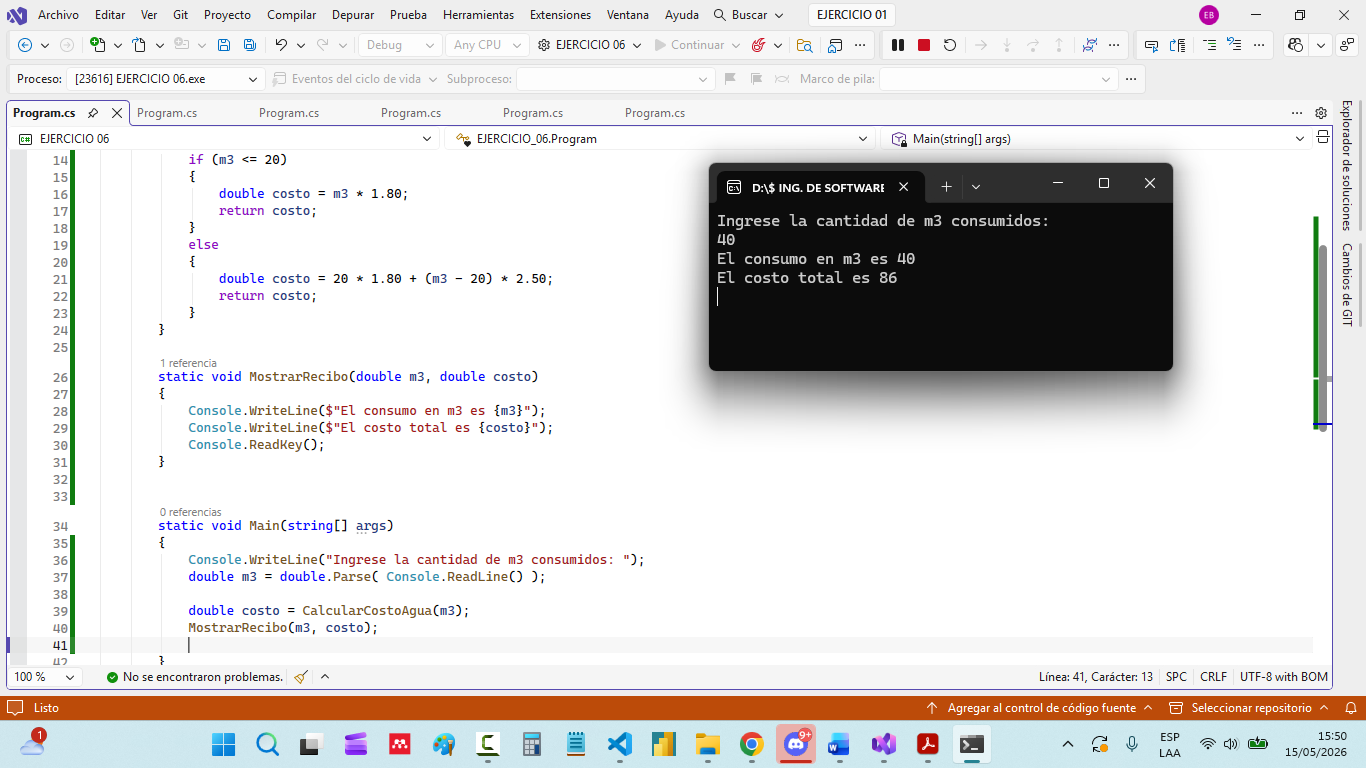 Archivo Editar Ver Git Proyecto Compilar Depurar Prueba Herramientas Extensiones Ventana Ayuda Buscar EJERCICIO 01 EB
Debug Any CPU EJERCICIO 06 Continuar
Proceso: [23616] EJERCICIO 06.exe Eventos del ciclo de vida Subproceso: Marco de pila:
Program.cs Program.cs Program.cs Program.cs Program.cs Program.cs
C# EJERCICIO 06 EJERCICIO_06.Program Main(string[] args)
14 if (m3 <= 20)
15 {
16 double costo = m3 * 1.80;
17 return costo;
18 }
19 else
20 {
21 double costo = 20 * 1.80 + (m3 - 20) * 2.50;
22 return costo;
23 }
24 }
25
1 referencia
26 static void MostrarRecibo(double m3, double costo)
27 {
28 Console.WriteLine($"El consumo en m3 es {m3}");
29 Console.WriteLine($"El costo total es {costo}");
30 Console.ReadKey();
31 }
32
33
0 referencias
34 static void Main(string[] args)
35 {
36 Console.WriteLine("Ingrese la cantidad de m3 consumidos: ");
37 double m3 = double.Parse( Console.ReadLine() );
38
39 double costo = CalcularCostoAgua(m3);
40 MostrarRecibo(m3, costo);
41
42 }
D:\$ ING. DE SOFTWARE
Ingrese la cantidad de m3 consumidos:
40
El consumo en m3 es 40
El costo total es 86
Explorador de soluciones
Cambios de GIT
100 % No se encontraron problemas. Línea: 41, Carácter: 13 SPC CRLF UTF-8 with BOM
Listo Agregar al control de código fuente Seleccionar repositorio
1 9+ ESP LAA 15:50 15/05/2026